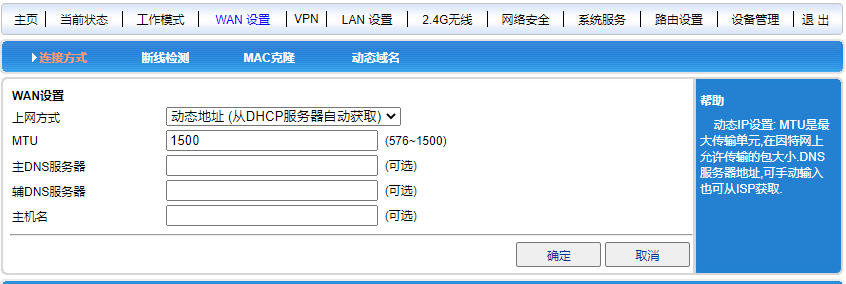 主页 当前状态 工作模式 WAN 设置 VPN LAN 设置 2.4G无线 网络安全 系统服务 路由设置 设备管理 退 出
连接方式 断线检测 MAC克隆 动态域名
WAN设置
上网方式 动态地址 (从DHCP服务器自动获取)
MTU 1500 (576~1500)
主DNS服务器 (可选)
辅DNS服务器 (可选)
主机名 (可选)
确定 取消
帮助
动态IP设置: MTU是最
大传输单元,在因特网上
允许传输的包大小.DNS
服务器地址,可手动输入
也可从ISP获取.